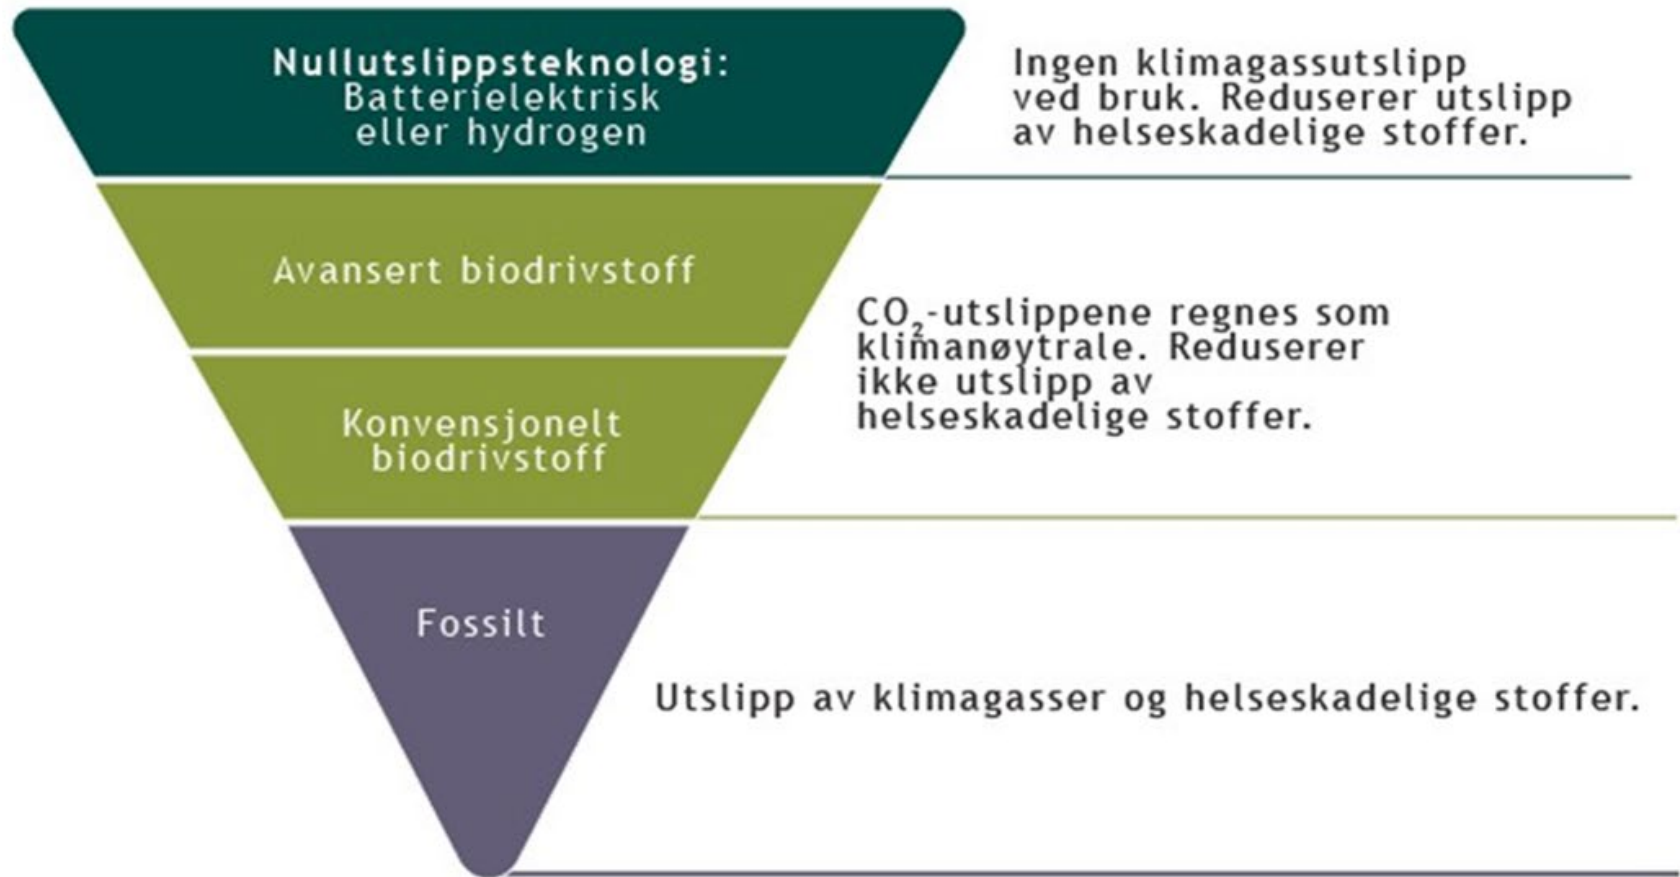 Nullutslippsteknologi:
Batterielektrisk
eller hydrogen
Ingen klimagassutslipp
ved bruk. Reduserer utslipp
av helseskadelige stoffer.
Avansert biodrivstoff
Konvensjonelt
biodrivstoff
CO₂-utslippene regnes som
klimanøytrale. Reduserer
ikke utslipp av
helseskadelige stoffer.
Fossilt
Utslipp av klimagasser og helseskadelige stoffer.